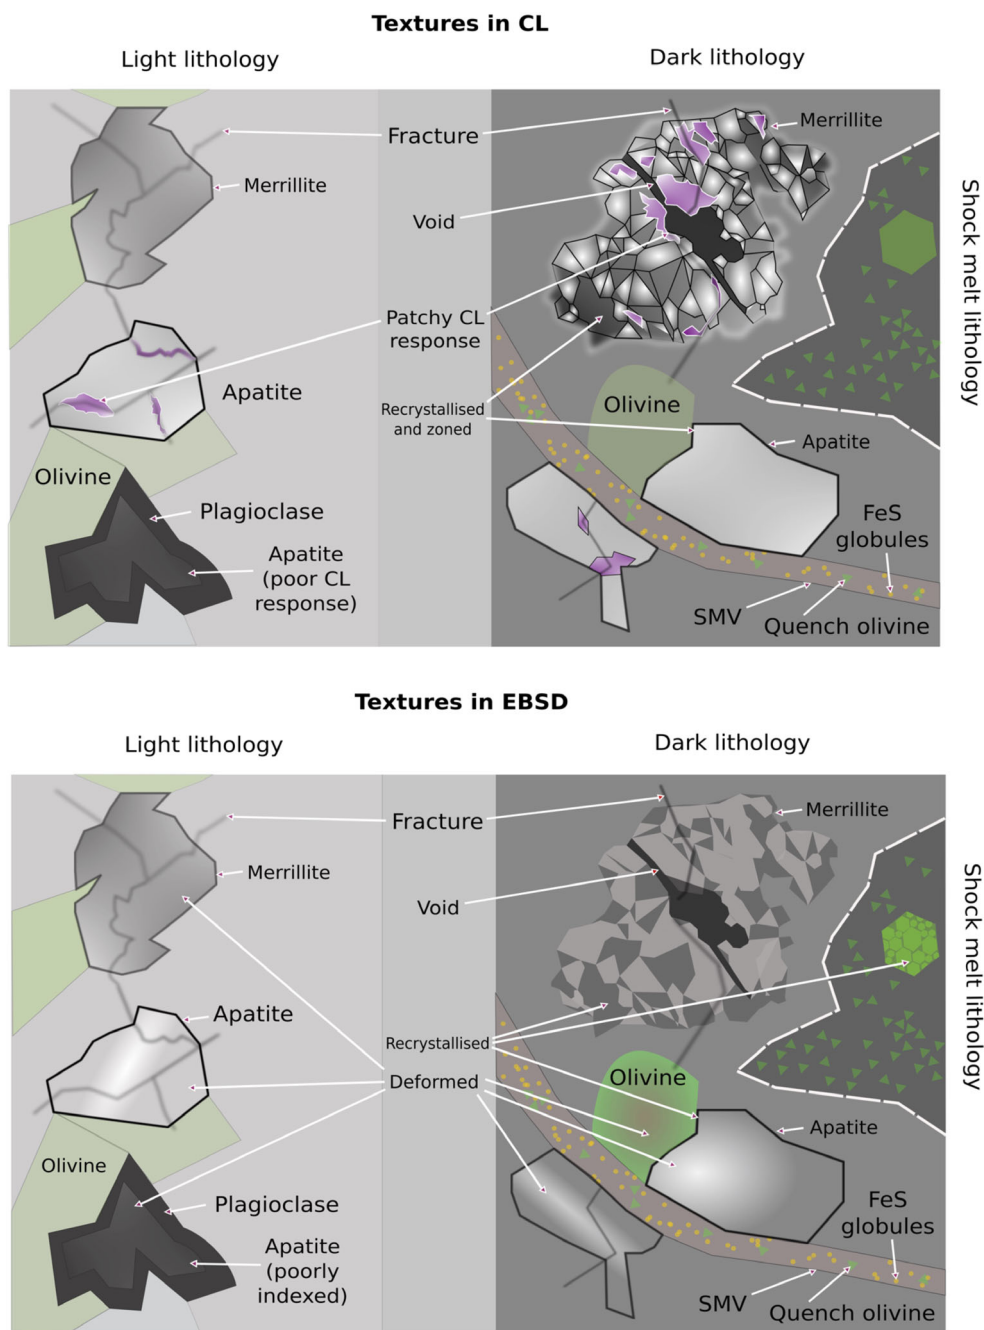 Textures in CL
Light lithology
Dark lithology
Fracture
Merrillite
Merrillite
Void
Shock melt lithology
Patchy CL
response
Apatite
Recrystallised
and zoned
Olivine
Apatite
Olivine
Plagioclase
Apatite
(poor CL
response)
FeS
globules
SMV
Quench olivine
Textures in EBSD
Light lithology
Dark lithology
Fracture
Merrillite
Merrillite
Void
Shock melt lithology
Apatite
Recrystallised
Deformed
Olivine
Apatite
Olivine
Plagioclase
Apatite
(poorly
indexed)
FeS
globules
SMV
Quench olivine